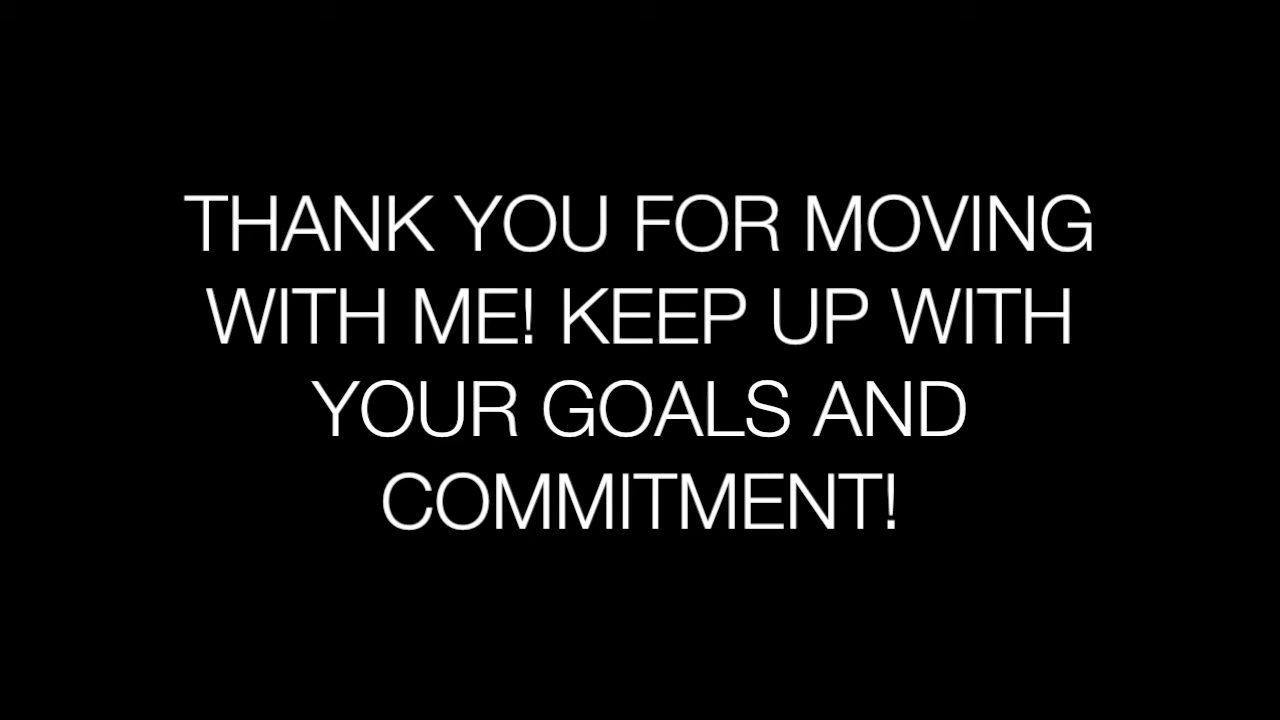 THANK YOU FOR MOVING
WITH ME! KEEP UP WITH
YOUR GOALS AND
COMMITMENT!